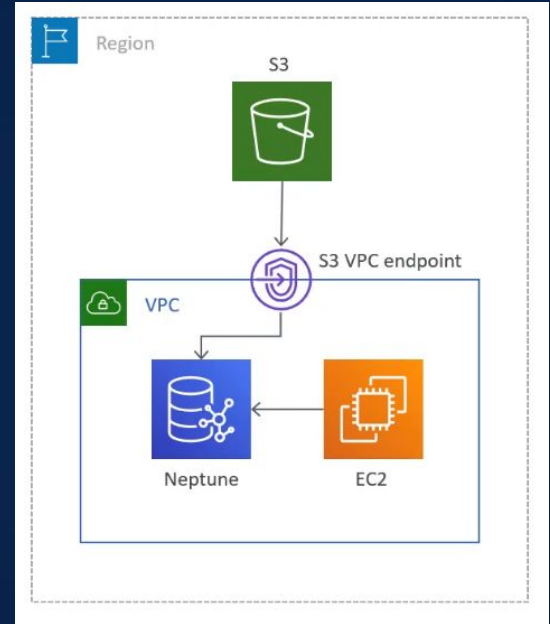 Region
S3
S3 VPC endpoint
VPC
Neptune
EC2